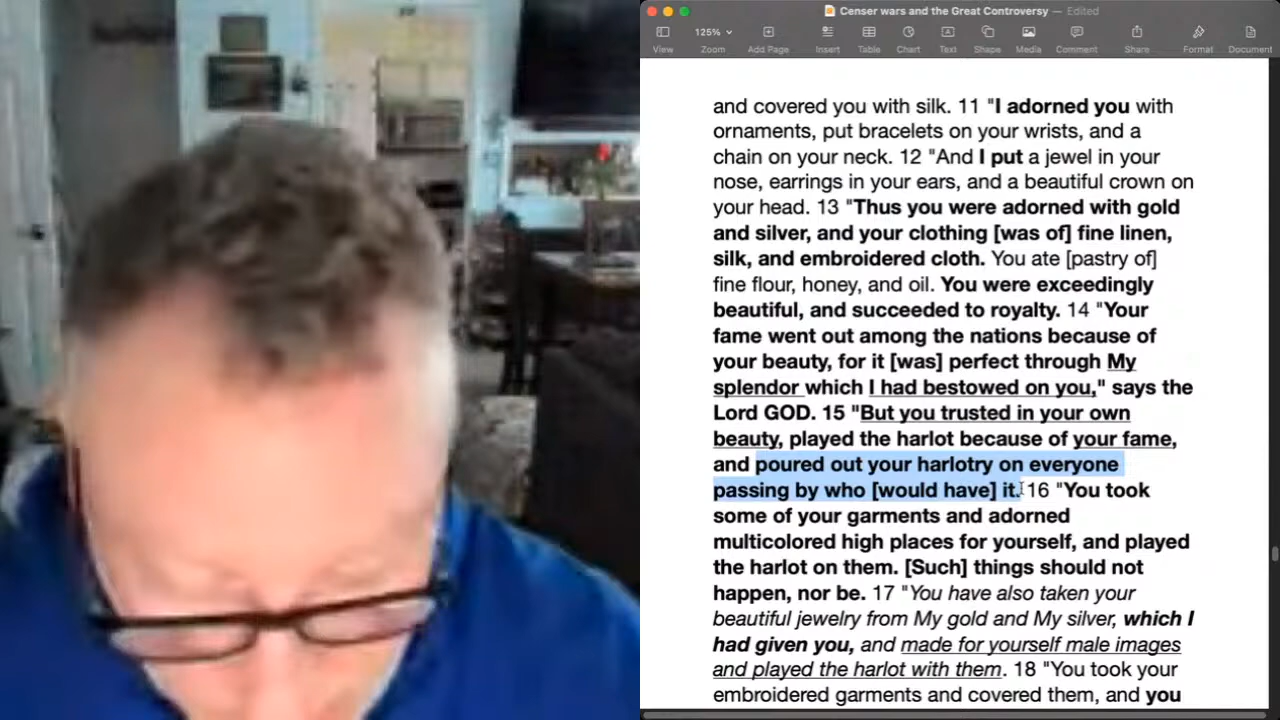 Censer wars and the Great Controversy — Edited
125%
View Zoom Add Page Insert Table Chart Text Shape Media Comment Share Format Document
and covered you with silk. 11 "I adorned you with
ornaments, put bracelets on your wrists, and a
chain on your neck. 12 "And I put a jewel in your
nose, earrings in your ears, and a beautiful crown on
your head. 13 "Thus you were adorned with gold
and silver, and your clothing [was of] fine linen,
silk, and embroidered cloth. You ate [pastry of]
fine flour, honey, and oil. You were exceedingly
beautiful, and succeeded to royalty. 14 "Your
fame went out among the nations because of
your beauty, for it [was] perfect through My
splendor which I had bestowed on you," says the
Lord GOD. 15 "But you trusted in your own
beauty, played the harlot because of your fame,
and poured out your harlotry on everyone
passing by who [would have] it. 16 "You took
some of your garments and adorned
multicolored high places for yourself, and played
the harlot on them. [Such] things should not
happen, nor be. 17 "You have also taken your
beautiful jewelry from My gold and My silver, which I
had given you, and made for yourself male images
and played the harlot with them. 18 "You took your
embroidered garments and covered them, and you